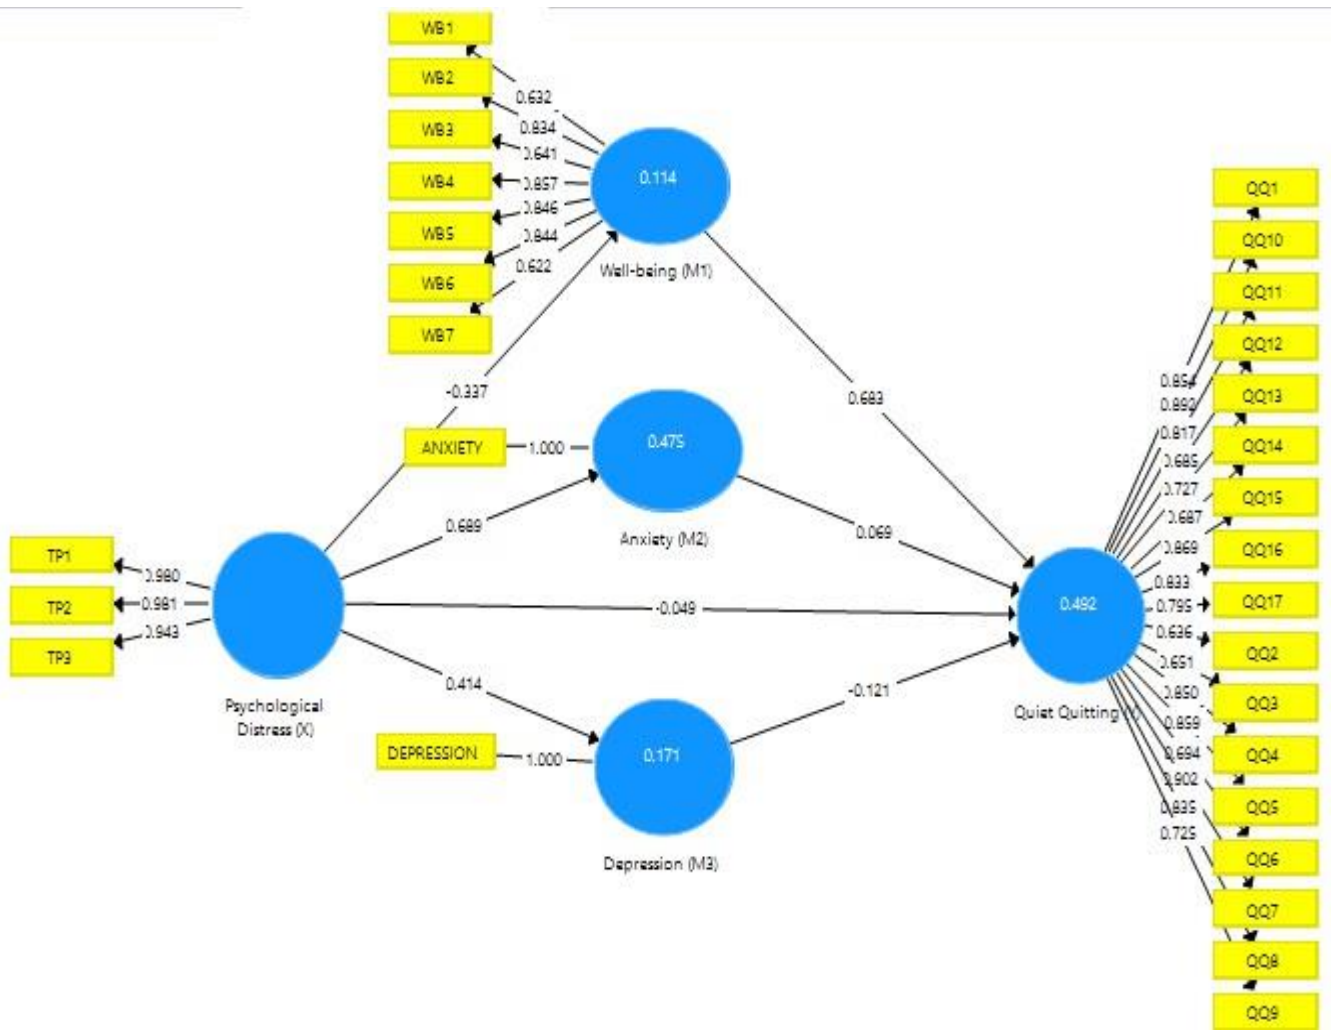 WB1
WB2
WB3
WB4
WB5
WB6
WB7
0.632
0.834
0.641
0.857
0.846
0.844
0.622
0.114
Well-being (M1)
-0.337
0.683
ANXIETY
1.000
0.475
Anxiety (M2)
0.689
0.069
TP1
TP2
TP3
0.980
0.981
0.943
Psychological
Distress (X)
-0.049
0.414
-0.121
DEPRESSION
1.000
0.171
Depression (M3)
0.492
Quiet Quitting
0.854
0.892
0.817
0.685
0.727
0.687
0.869
0.833
0.795
0.636
0.651
0.850
0.859
0.694
0.902
0.835
0.725
QQ1
QQ10
QQ11
QQ12
QQ13
QQ14
QQ15
QQ16
QQ17
QQ2
QQ3
QQ4
QQ5
QQ6
QQ7
QQ8
QQ9